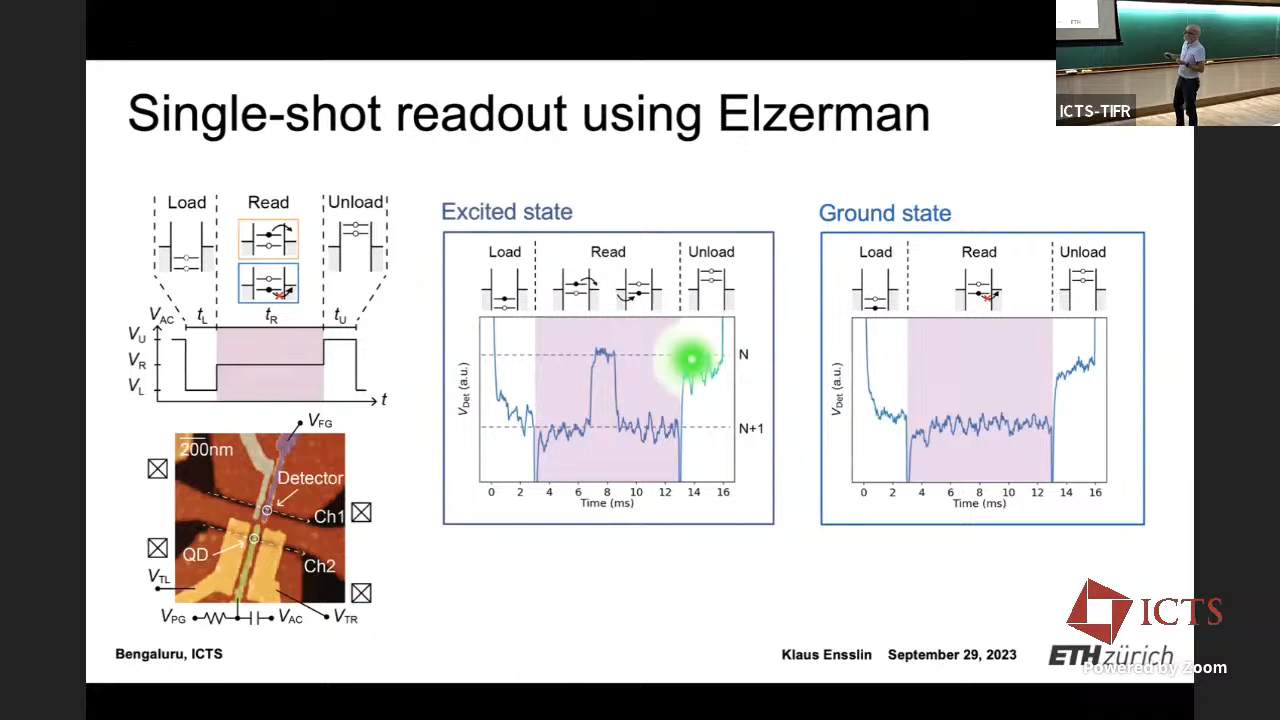 Single-shot readout using Elzerman
ICTS-TIFR
Load Read Unload
V_AC t_L t_R t_U
V_U
V_R
V_L
t
V_FG
200nm
Detector
Ch1
QD
Ch2
V_TL
V_PG V_AC V_TR
Excited state
Load Read Unload
N
N+1
V_Det (a.u.)
0 2 4 6 8 10 12 14 16
Time (ms)
Ground state
Load Read Unload
V_Det (a.u.)
0 2 4 6 8 10 12 14 16
Time (ms)
ICTS
Bengaluru, ICTS
Klaus Ensslin September 29, 2023
ETH zürich
Powered by Zoom